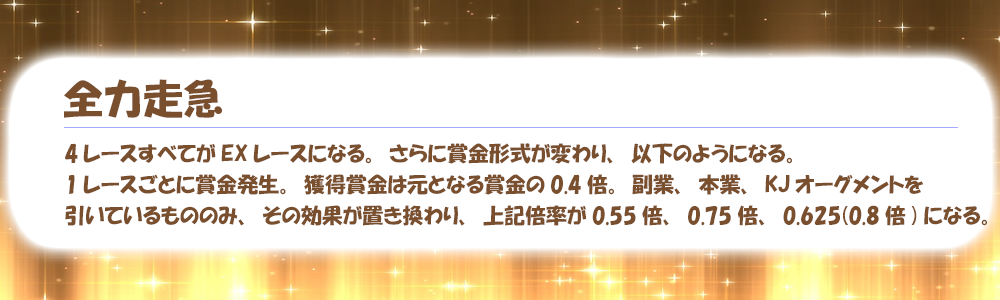 全力走急
4レースすべてがEXレースになる。さらに賞金形式が変わり、以下のようになる。
1レースごとに賞金発生。獲得賞金は元となる賞金の0.4倍。副業、本業、KJオーグメントを
引いているもののみ、その効果が置き換わり、上記倍率が0.55倍、0.75倍、0.625(0.8倍)になる。